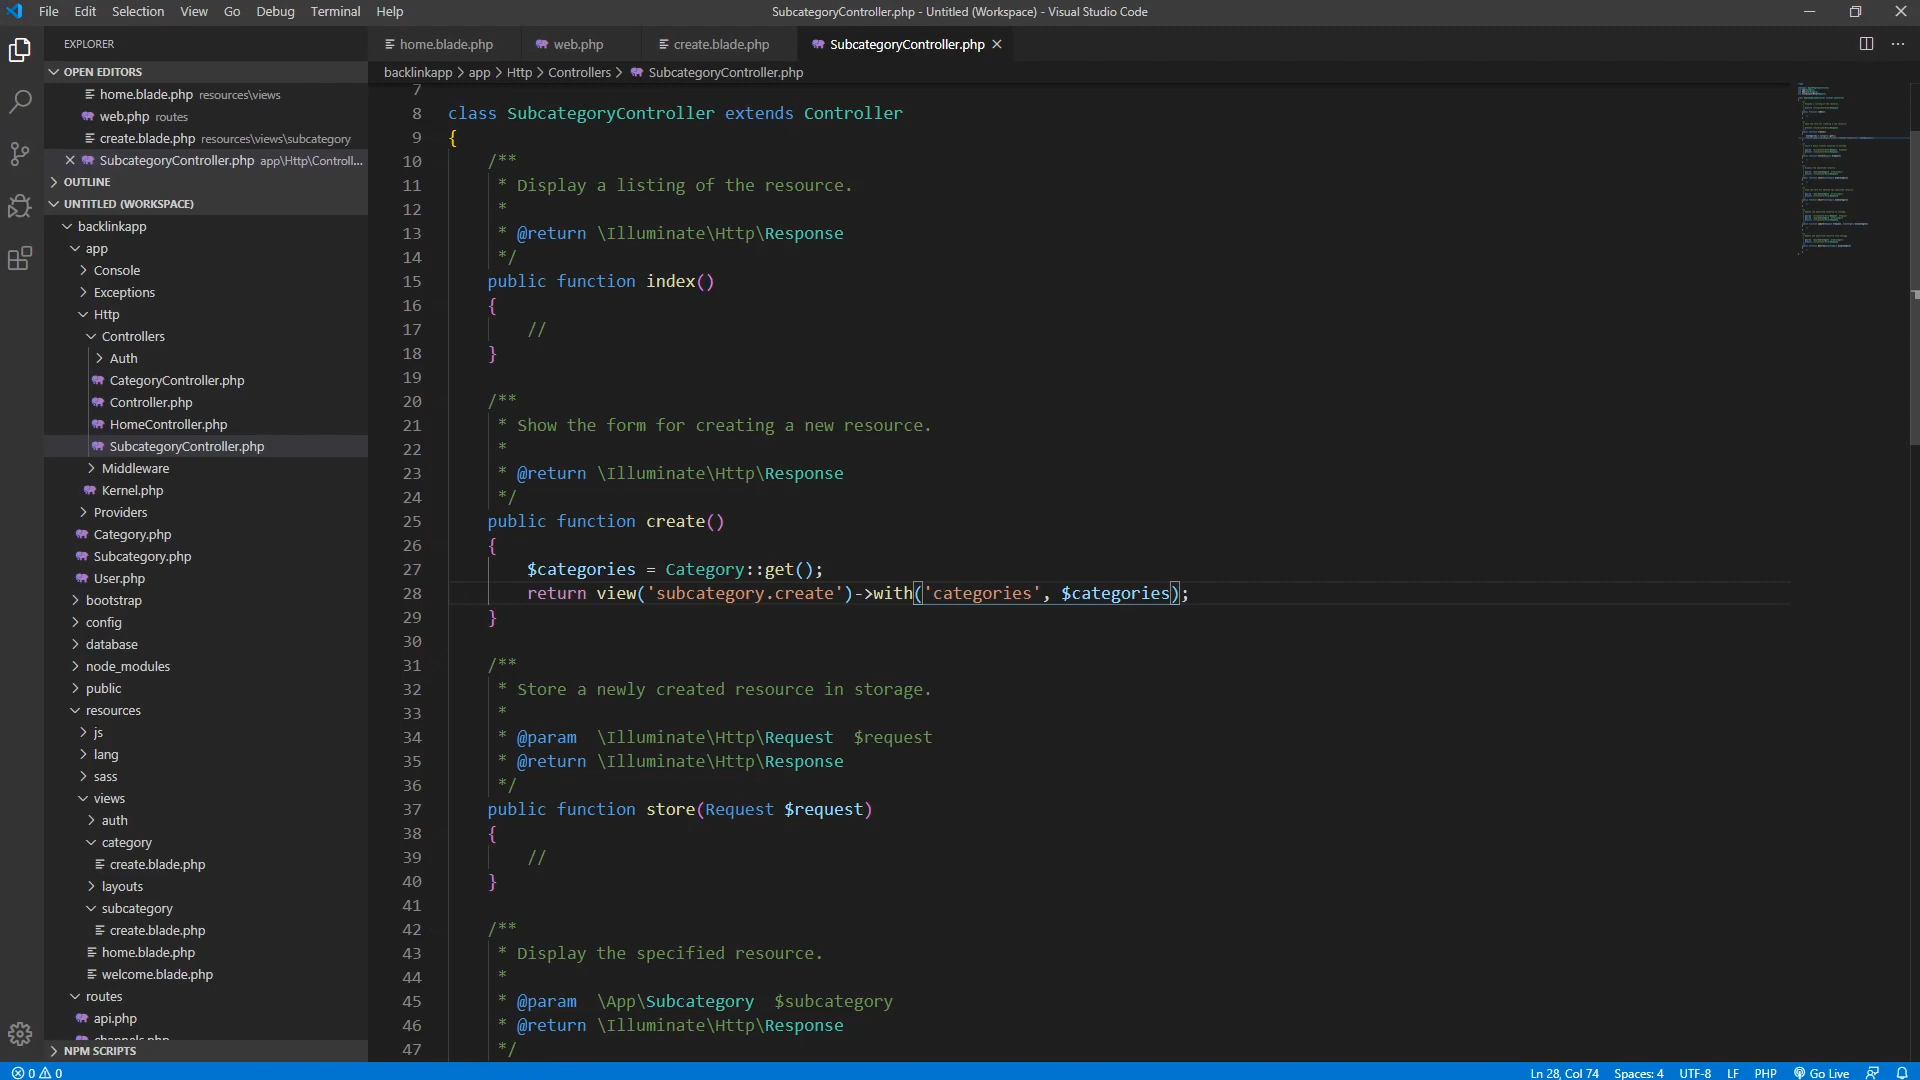 File Edit Selection View Go Debug Terminal Help
SubcategoryController.php - Untitled (Workspace) - Visual Studio Code
EXPLORER
OPEN EDITORS
home.blade.php resources\views
web.php routes
create.blade.php resources\views\subcategory
SubcategoryController.php app\Http\Controll...
OUTLINE
UNTITLED (WORKSPACE)
backlinkapp
app
Console
Exceptions
Http
Controllers
Auth
CategoryController.php
Controller.php
HomeController.php
SubcategoryController.php
Middleware
Kernel.php
Providers
Category.php
Subcategory.php
User.php
bootstrap
config
database
node_modules
public
resources
js
lang
sass
views
auth
category
create.blade.php
layouts
subcategory
create.blade.php
home.blade.php
welcome.blade.php
routes
api.php
channels.php
NPM SCRIPTS
home.blade.php web.php create.blade.php SubcategoryController.php
backlinkapp > app > Http > Controllers > SubcategoryController.php
7
8 class SubcategoryController extends Controller
9 {
10 /**
11 * Display a listing of the resource.
12 *
13 * @return \Illuminate\Http\Response
14 */
15 public function index()
16 {
17 //
18 }
19
20 /**
21 * Show the form for creating a new resource.
22 *
23 * @return \Illuminate\Http\Response
24 */
25 public function create()
26 {
27 $categories = Category::get();
28 return view('subcategory.create')->with('categories', $categories);
29 }
30
31 /**
32 * Store a newly created resource in storage.
33 *
34 * @param  \Illuminate\Http\Request  $request
35 * @return \Illuminate\Http\Response
36 */
37 public function store(Request $request)
38 {
39 //
40 }
41
42 /**
43 * Display the specified resource.
44 *
45 * @param  \App\Subcategory  $subcategory
46 * @return \Illuminate\Http\Response
47 */
0 0
Ln 28, Col 74 Spaces: 4 UTF-8 LF PHP Go Live